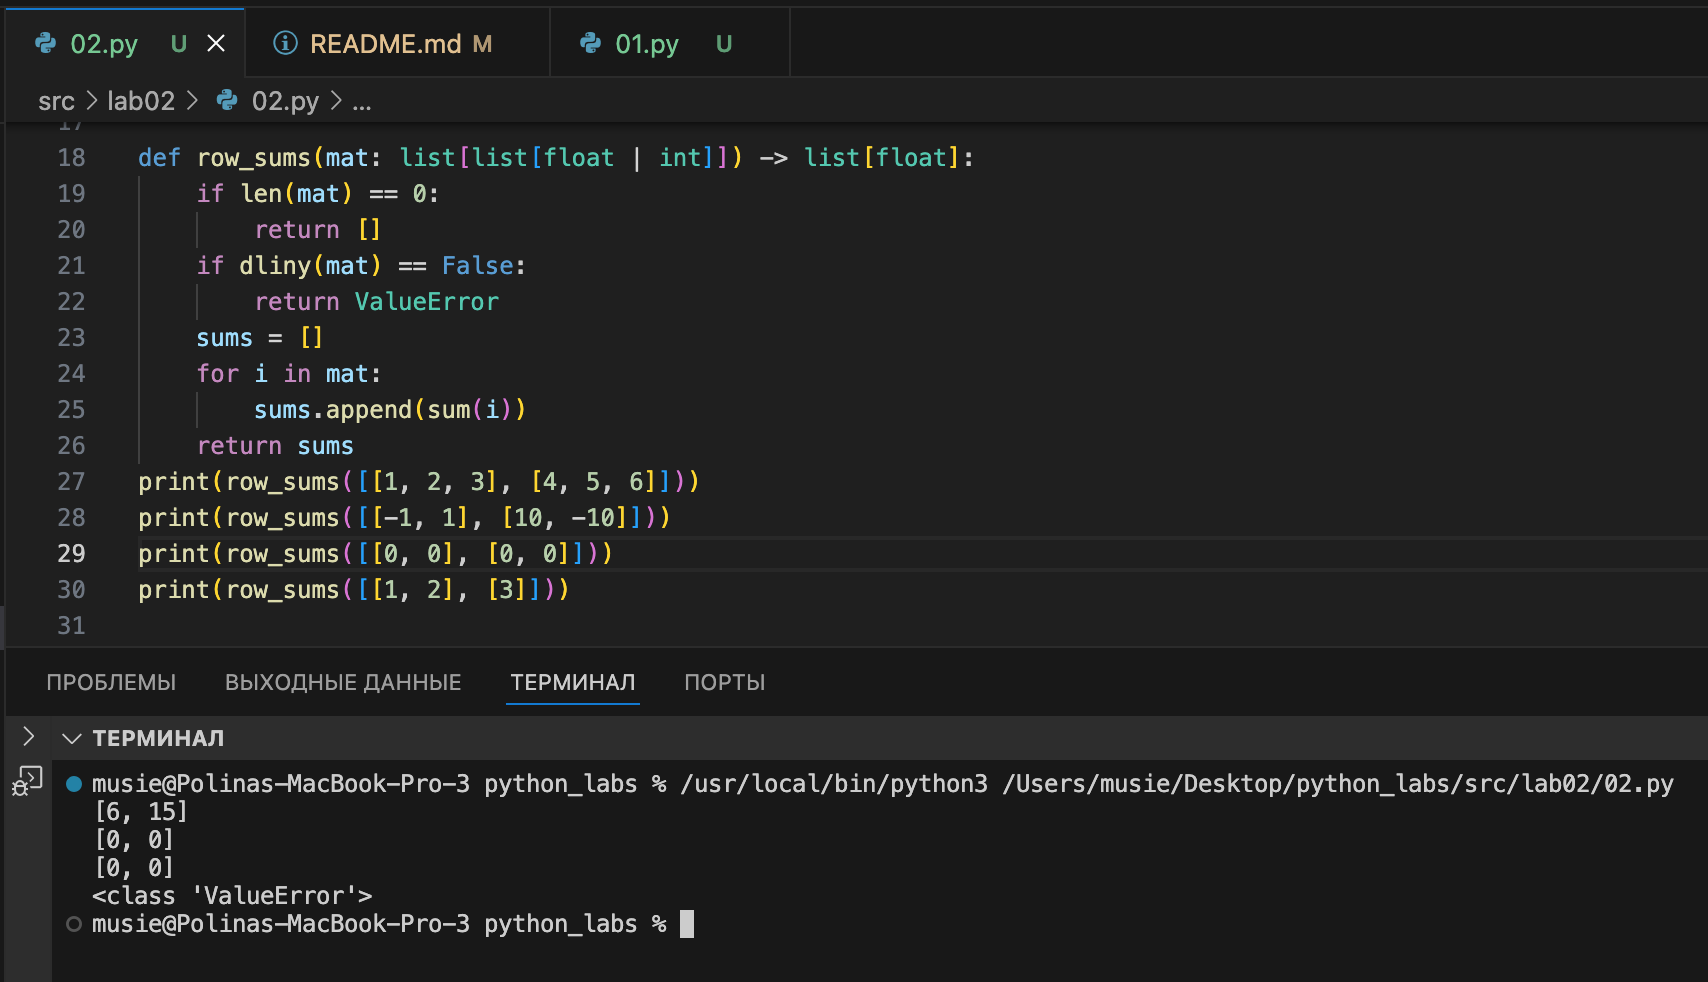 02.py U
README.md M
01.py U
src > lab02 > 02.py > ...
17
18 def row_sums(mat: list[list[float | int]]) -> list[float]:
19     if len(mat) == 0:
20         return []
21     if dliny(mat) == False:
22         return ValueError
23     sums = []
24     for i in mat:
25         sums.append(sum(i))
26     return sums
27 print(row_sums([[1, 2, 3], [4, 5, 6]]))
28 print(row_sums([[-1, 1], [10, -10]]))
29 print(row_sums([[0, 0], [0, 0]]))
30 print(row_sums([[1, 2], [3]]))
31
ПРОБЛЕМЫ ВЫХОДНЫЕ ДАННЫЕ ТЕРМИНАЛ ПОРТЫ
ТЕРМИНАЛ
musie@Polinas-MacBook-Pro-3 python_labs % /usr/local/bin/python3 /Users/musie/Desktop/python_labs/src/lab02/02.py
[6, 15]
[0, 0]
[0, 0]
<class 'ValueError'>
musie@Polinas-MacBook-Pro-3 python_labs %